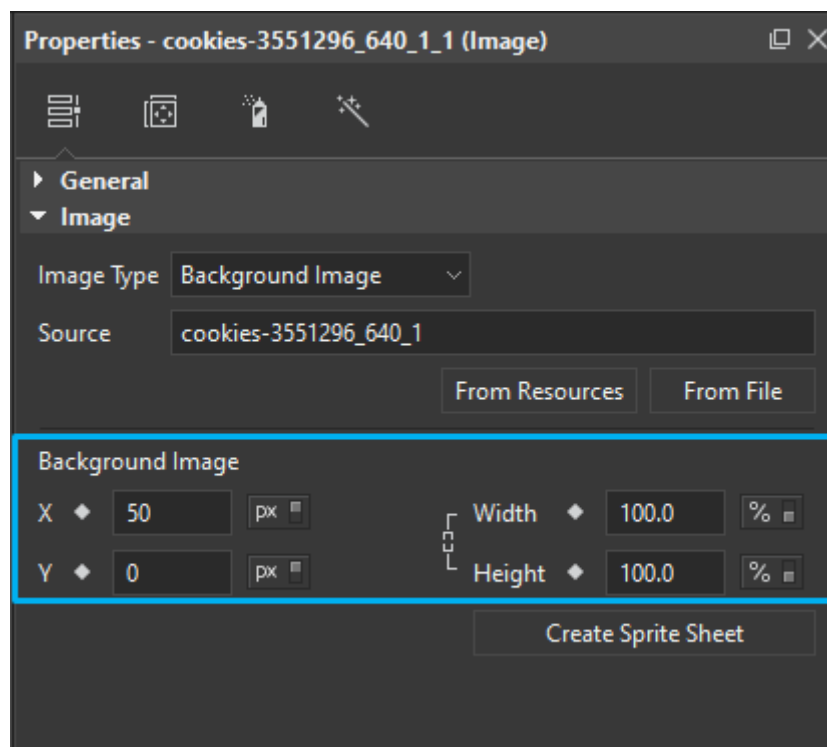 Properties - cookies-3551296_640_1_1 (Image)
General
Image
Image Type Background Image
Source cookies-3551296_640_1
From Resources From File
Background Image
X 50 px Width 100.0 %
Y 0 px Height 100.0 %
Create Sprite Sheet